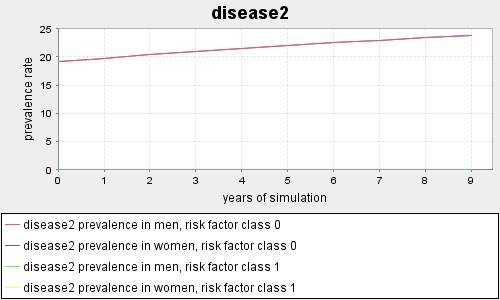 disease2
25
20
15
10
5
0
prevalence rate
0 1 2 3 4 5 6 7 8 9
years of simulation
disease2 prevalence in men, risk factor class 0
disease2 prevalence in women, risk factor class 0
disease2 prevalence in men, risk factor class 1
disease2 prevalence in women, risk factor class 1